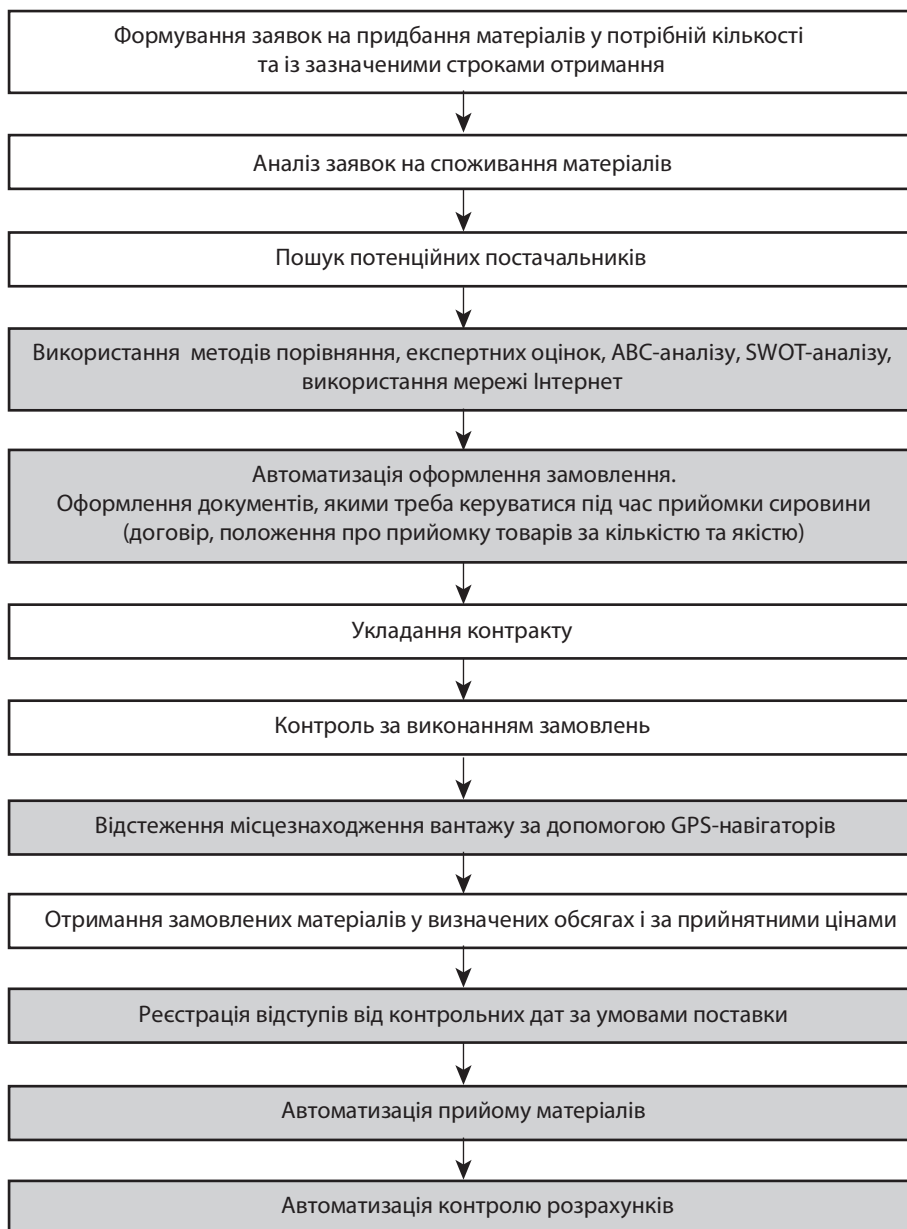 Формування заявок на придбання матеріалів у потрібній кількості
та із зазначеними строками отримання
Аналіз заявок на споживання матеріалів
Пошук потенційних постачальників
Використання методів порівняння, експертних оцінок, АВС-аналізу, SWOT-аналізу,
використання мережі Інтернет
Автоматизація оформлення замовлення.
Оформлення документів, якими треба керуватися під час прийомки сировини
(договір, положення про прийомку товарів за кількістю та якістю)
Укладання контракту
Контроль за виконанням замовлень
Відстеження місцезнаходження вантажу за допомогою GPS-навігаторів
Отримання замовлених матеріалів у визначених обсягах і за прийнятними цінами
Реєстрація відступів від контрольних дат за умовами поставки
Автоматизація прийому матеріалів
Автоматизація контролю розрахунків